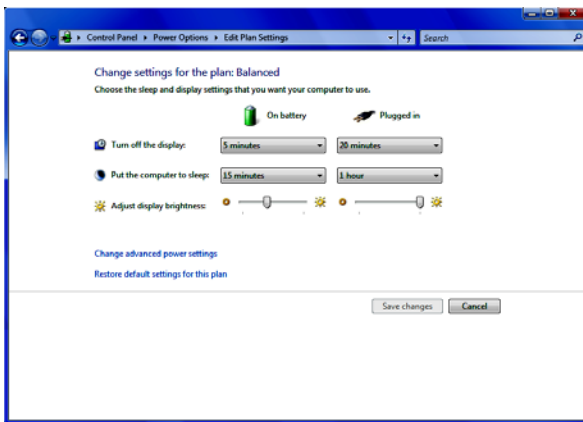 Control Panel Power Options Edit Plan Settings Search
Change settings for the plan: Balanced
Choose the sleep and display settings that you want your computer to use.
On battery Plugged in
Turn off the display: 5 minutes 20 minutes
Put the computer to sleep: 15 minutes 1 hour
Adjust display brightness:
Change advanced power settings
Restore default settings for this plan
Save changes Cancel